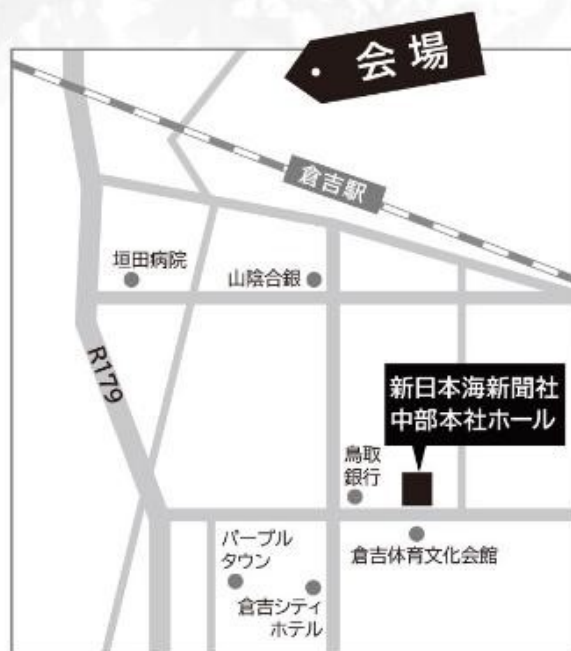 会場
倉吉駅
垣田病院
山陰合銀
R179
新日本海新聞社
中部本社ホール
鳥取
銀行
倉吉体育文化会館
パープル
タウン
倉吉シティ
ホテル